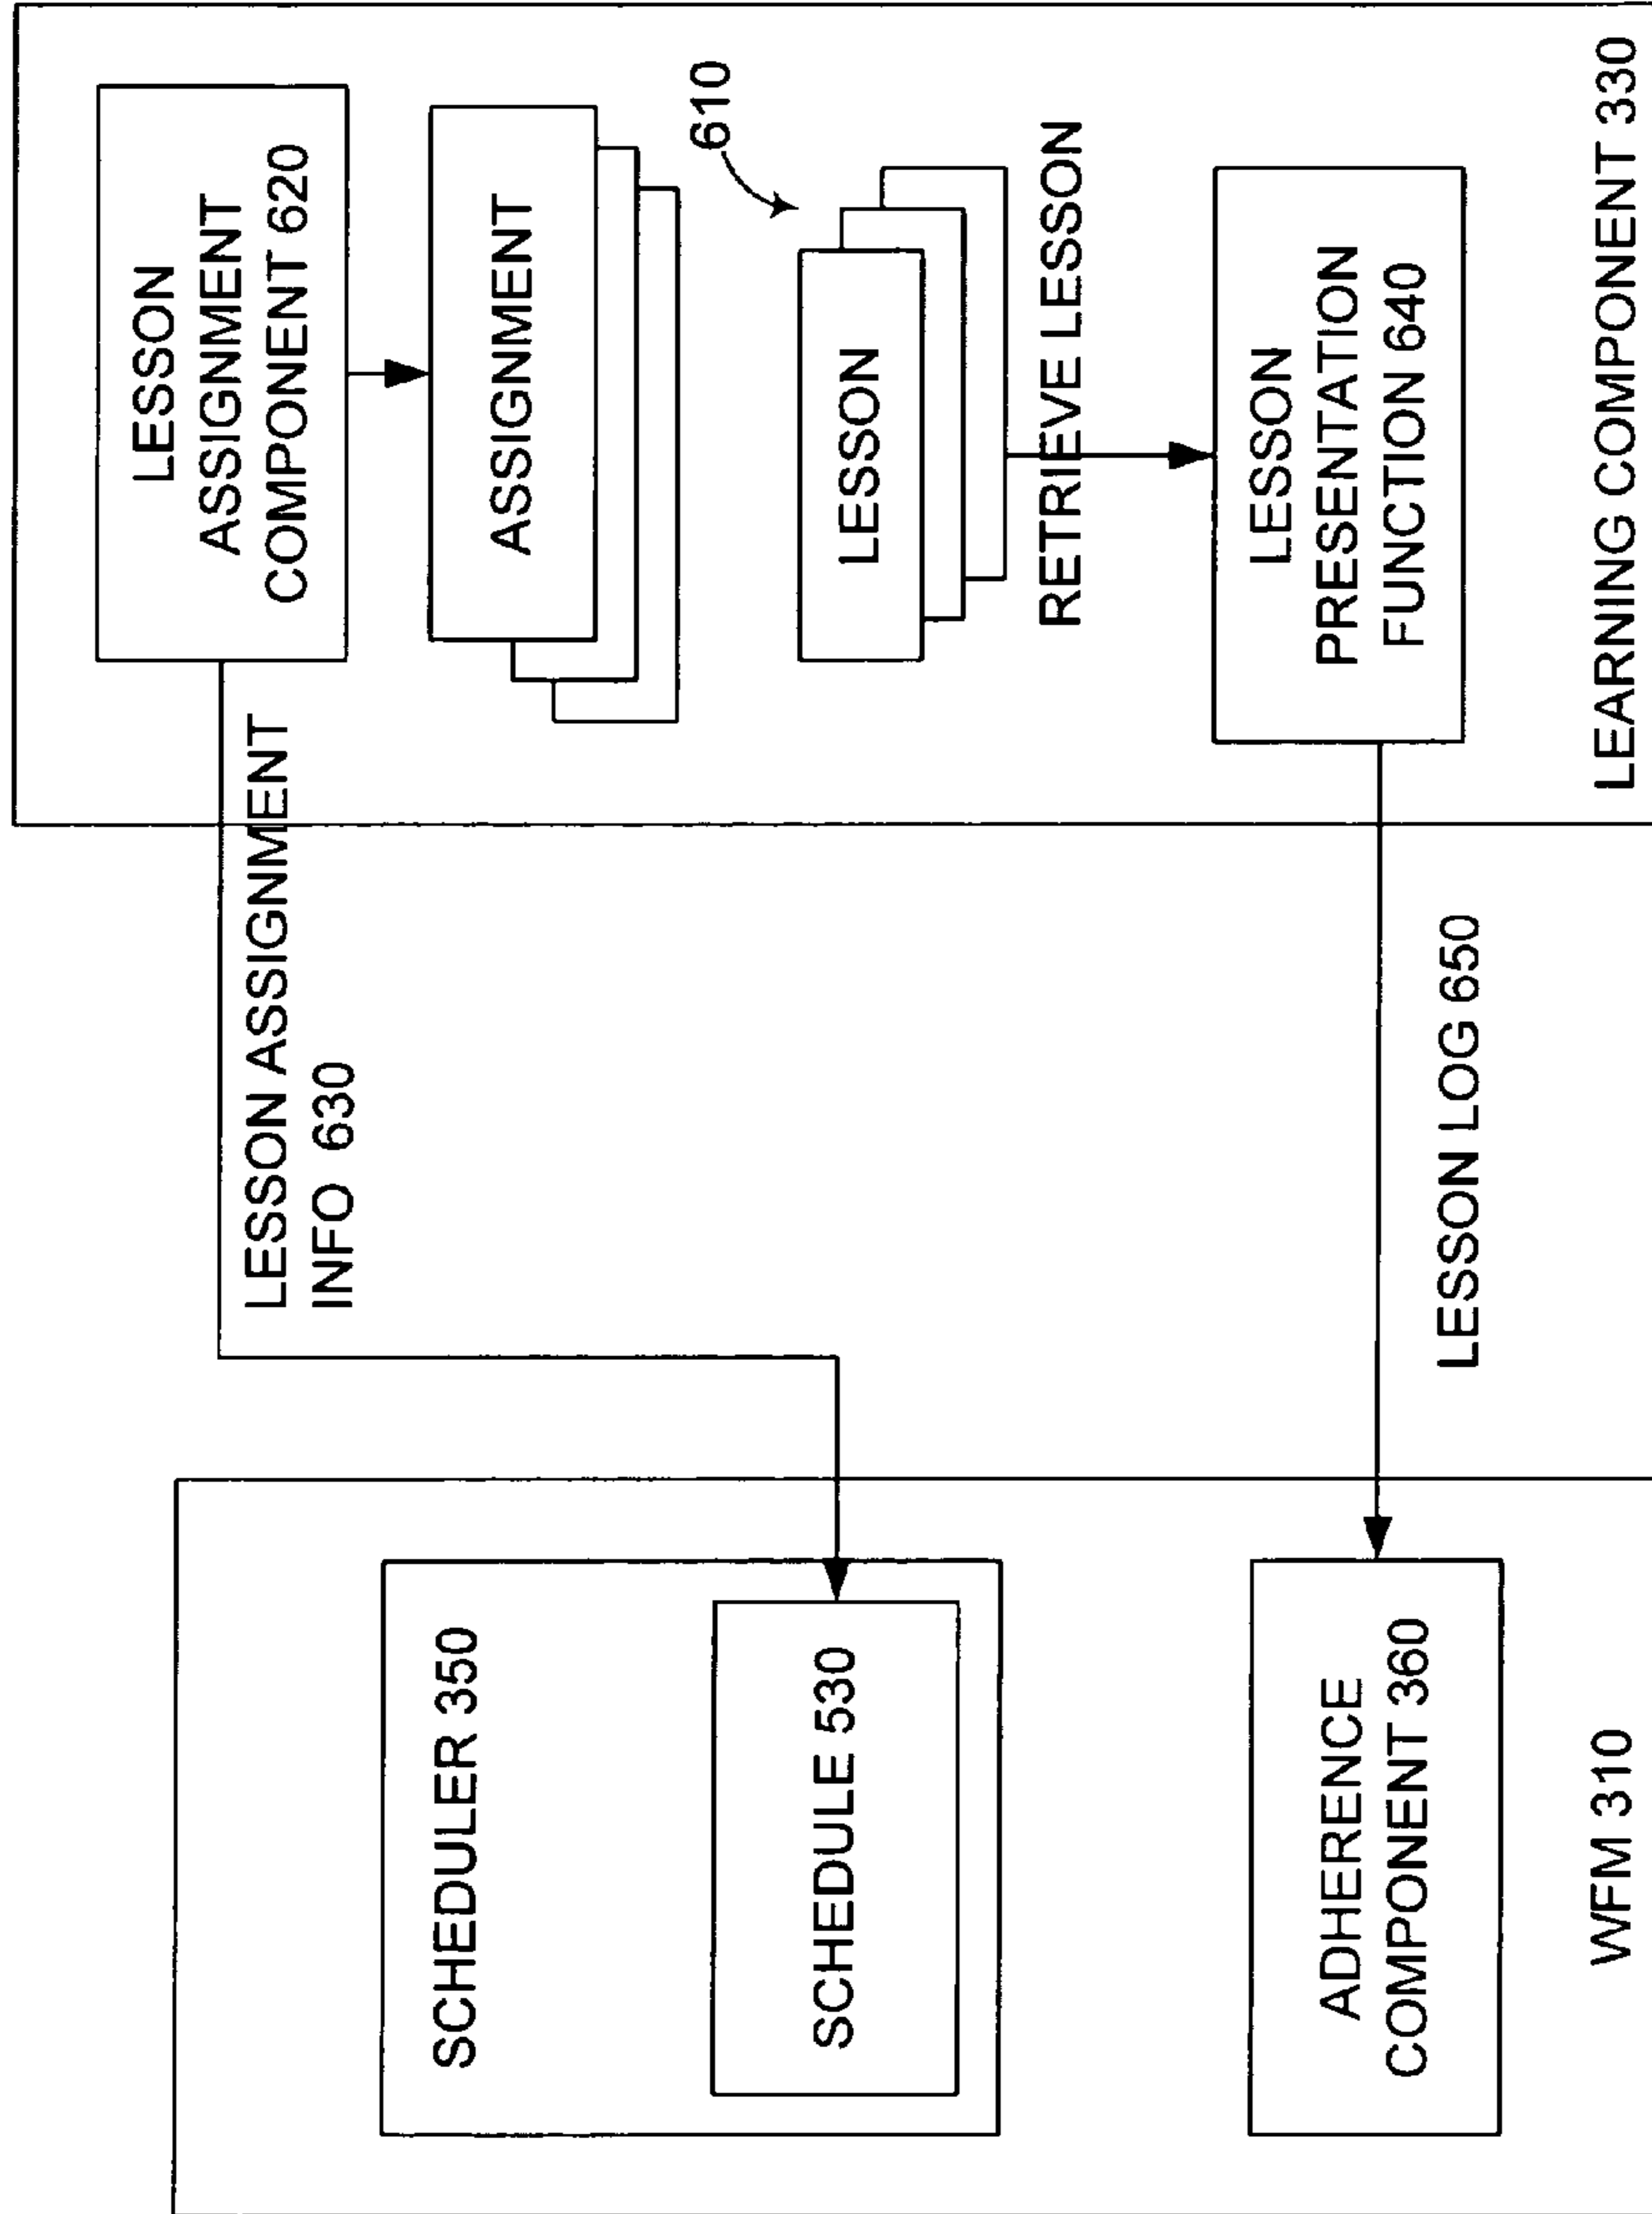 SCHEDULER 350
SCHEDULE 530
ADHERENCE
COMPONENT 360
WFM 310
LESSON ASSIGNMENT
INFO 630
LESSON LOG 650
LESSON
ASSIGNMENT
COMPONENT 620
ASSIGNMENT
610
LESSON
RETRIEVE LESSON
LESSON
PRESENTATION
FUNCTION 640
LEARNING COMPONENT 330